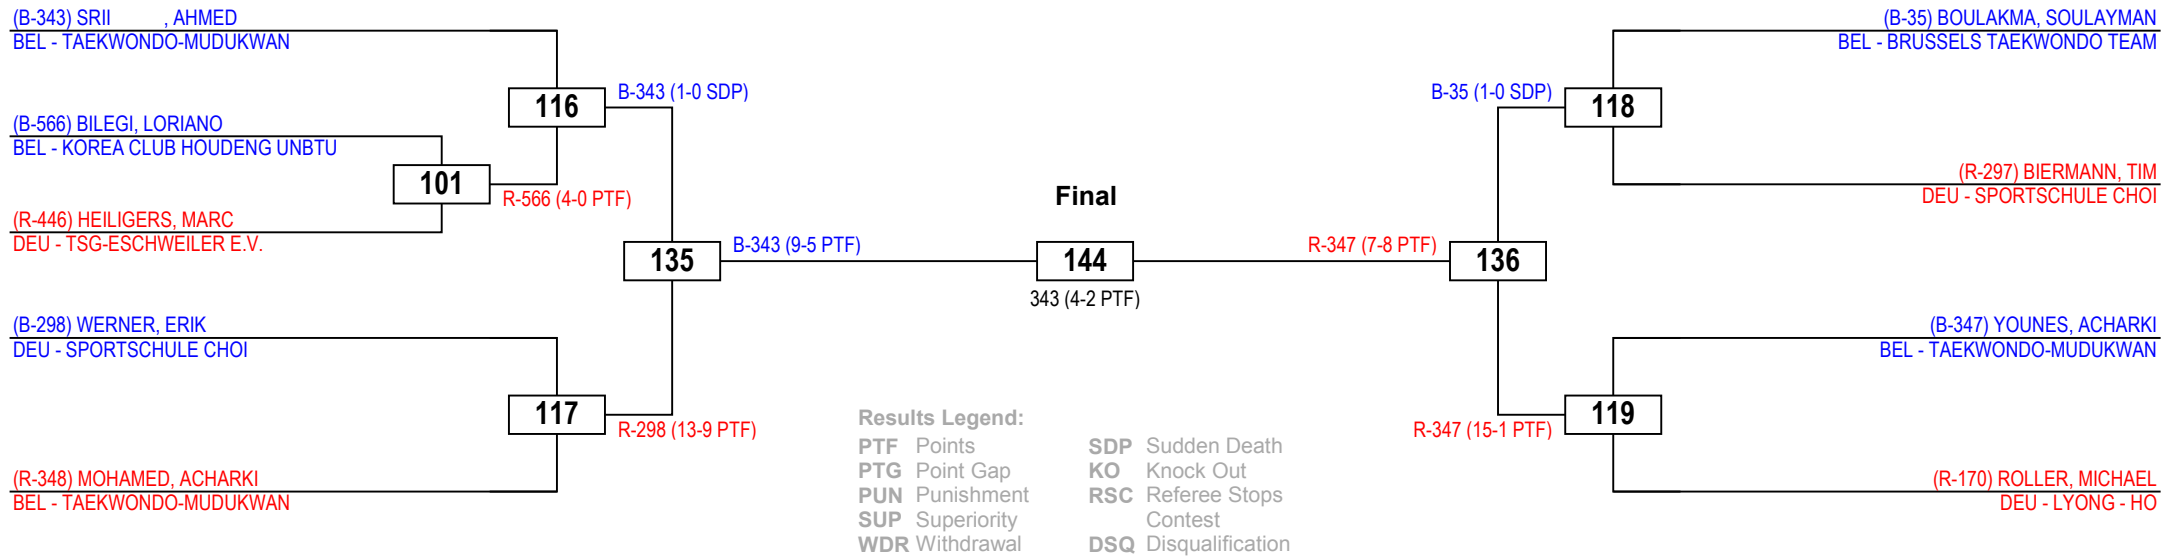 (B-343) SRII , AHMED
BEL - TAEKWONDO-MUDUKWAN
(B-566) BILEGI, LORIANO
BEL - KOREA CLUB HOUDENG UNBTU
(R-446) HEILIGERS, MARC
DEU - TSG-ESCHWEILER E.V.
(B-298) WERNER, ERIK
DEU - SPORTSCHULE CHOI
(R-348) MOHAMED, ACHARKI
BEL - TAEKWONDO-MUDUKWAN
101
R-566 (4-0 PTF)
116
B-343 (1-0 SDP)
117
R-298 (13-9 PTF)
135
B-343 (9-5 PTF)
Final
144
343 (4-2 PTF)
R-347 (7-8 PTF)
136
B-35 (1-0 SDP)
118
R-347 (15-1 PTF)
119
(B-35) BOULAKMA, SOULAYMAN
BEL - BRUSSELS TAEKWONDO TEAM
(R-297) BIERMANN, TIM
DEU - SPORTSCHULE CHOI
(B-347) YOUNES, ACHARKI
BEL - TAEKWONDO-MUDUKWAN
(R-170) ROLLER, MICHAEL
DEU - LYONG - HO
Results Legend:
PTF Points SDP Sudden Death
PTG Point Gap KO Knock Out
PUN Punishment RSC Referee Stops
SUP Superiority Contest
WDR Withdrawal DSQ Disqualification